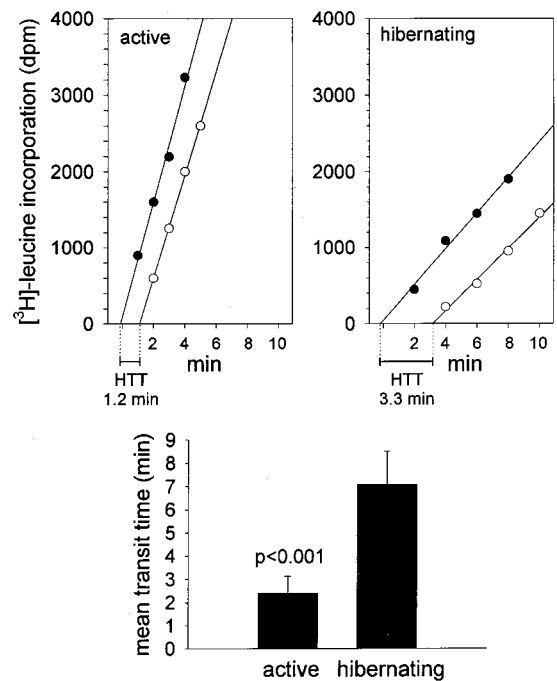 [³H]-leucine incorporation (dpm)
4000
3000
2000
1000
0
active
2 4 6 8 10
min
HTT
1.2 min
4000
3000
2000
1000
0
hibernating
2 4 6 8 10
min
HTT
3.3 min
mean transit time (min)
9
8
7
6
5
4
3
2
1
0
p<0.001
active hibernating